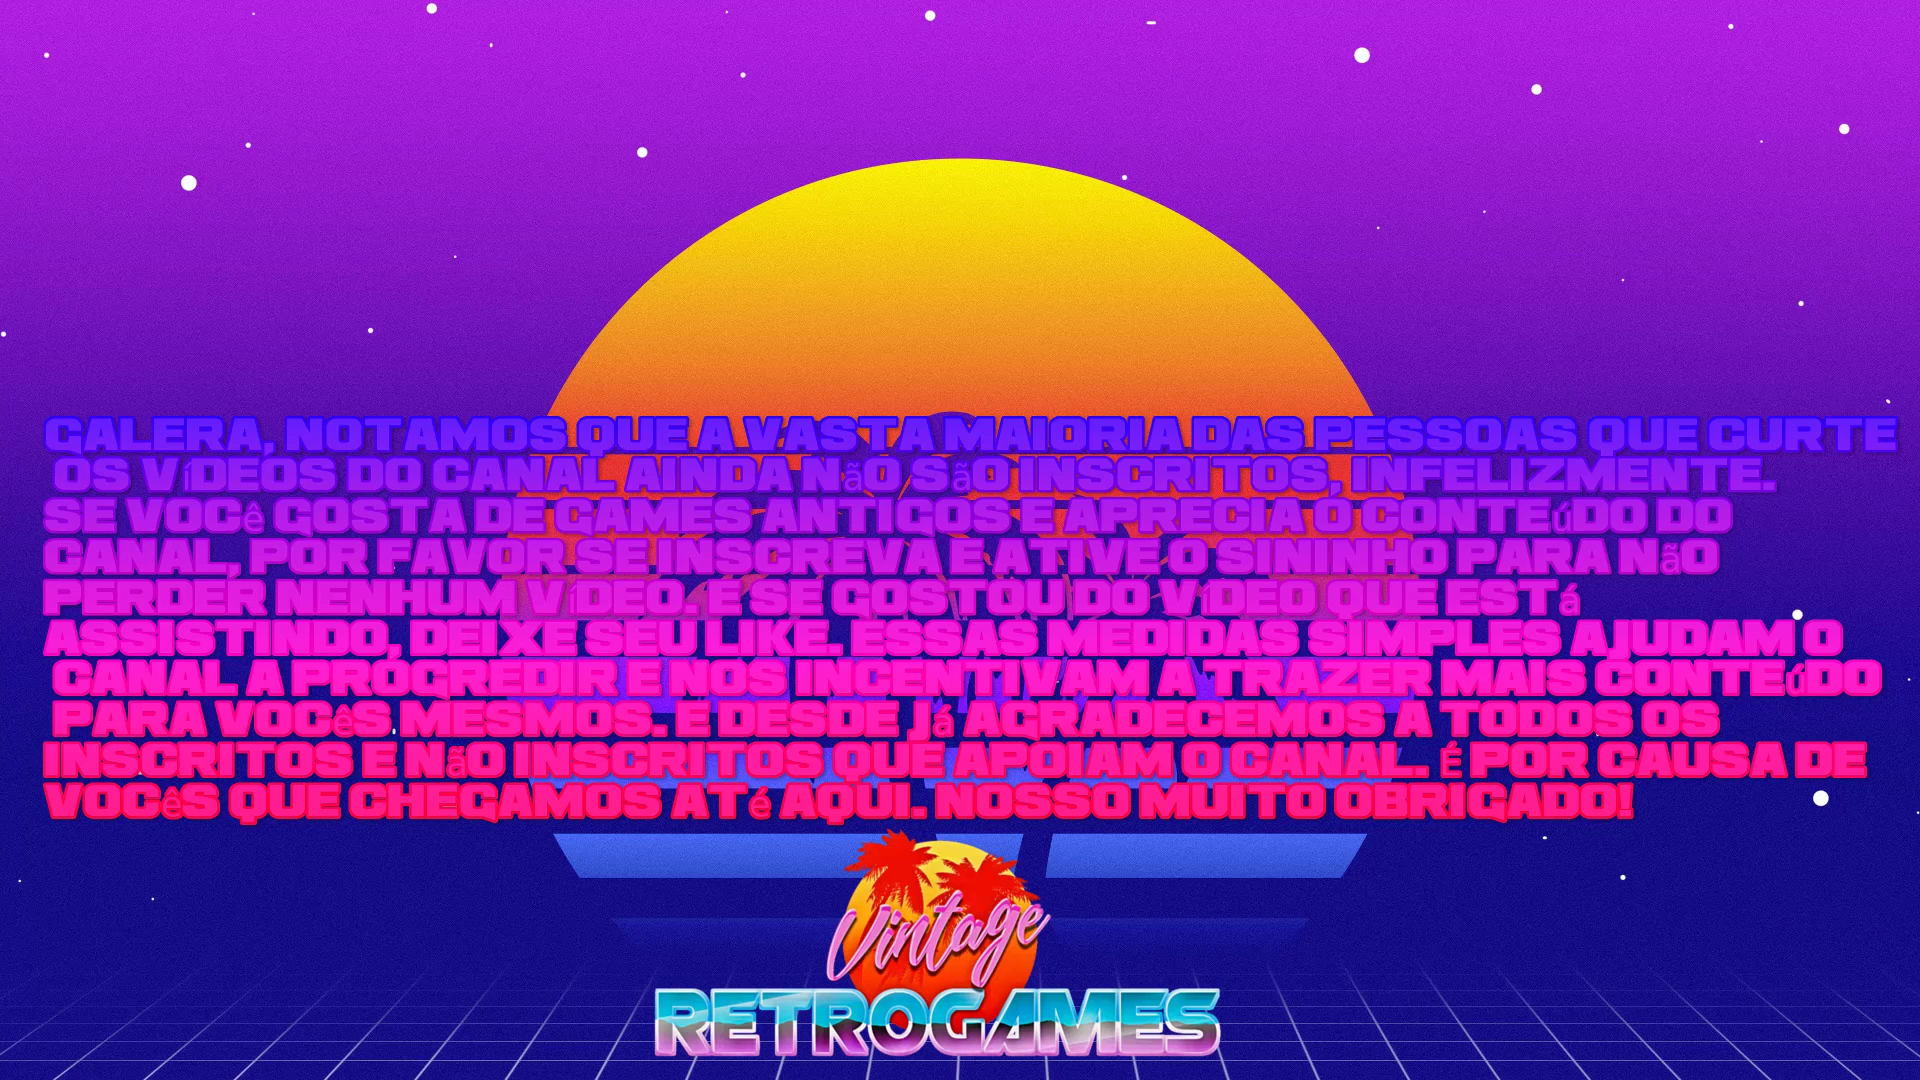 GALERA, NOTAMOS QUE A VASTA MAIORIA DAS PESSOAS QUE CURTE
OS VíDEOS DO CANAL AINDA NãO SãO INSCRITOS, INFELIZMENTE.
SE VOCê GOSTA DE GAMES ANTIGOS E APRECIA O CONTEúDO DO
CANAL, POR FAVOR SE INSCREVA E ATIVE O SININHO PARA NãO
PERDER NENHUM VíDEO. E SE GOSTOU DO VíDEO QUE ESTá
ASSISTINDO, DEIXE SEU LIKE. ESSAS MEDIDAS SIMPLES AJUDAM O
CANAL A PROGREDIR E NOS INCENTIVAM A TRAZER MAIS CONTEúDO
PARA VOCêS MESMOS. E DESDE Já AGRADECEMOS A TODOS OS
INSCRITOS E NãO INSCRITOS QUE APOIAM O CANAL. É POR CAUSA DE
VOCêS QUE CHEGAMOS ATé AQUI. NOSSO MUITO OBRIGADO!
Vintage
RETROGAMES